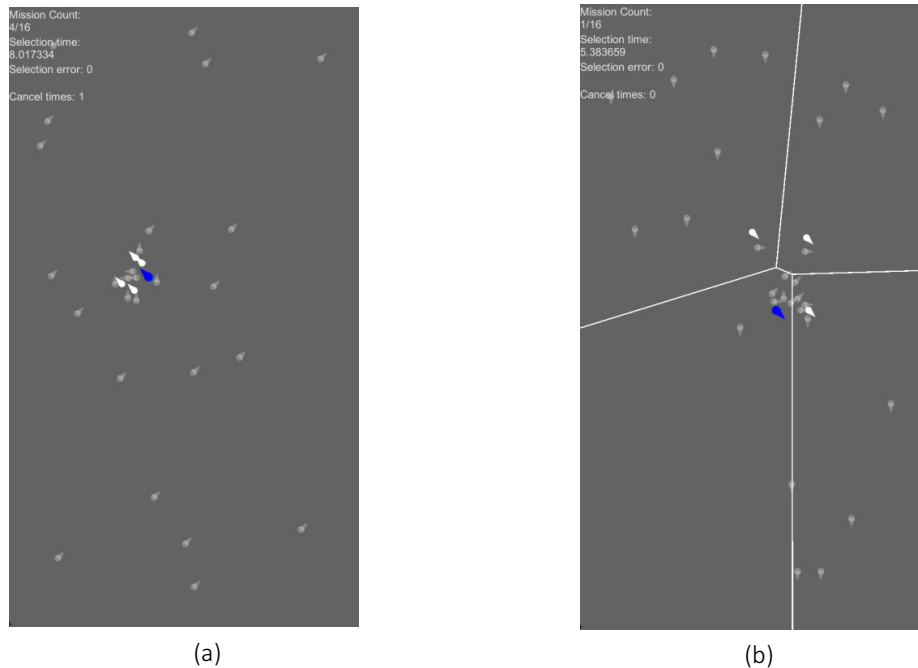 Mission Count:
4/16
Selection time:
8.017334
Selection error: 0
Cancel times: 1
Mission Count:
1/16
Selection time:
5.383659
Selection error: 0
Cancel times: 0
(a)
(b)